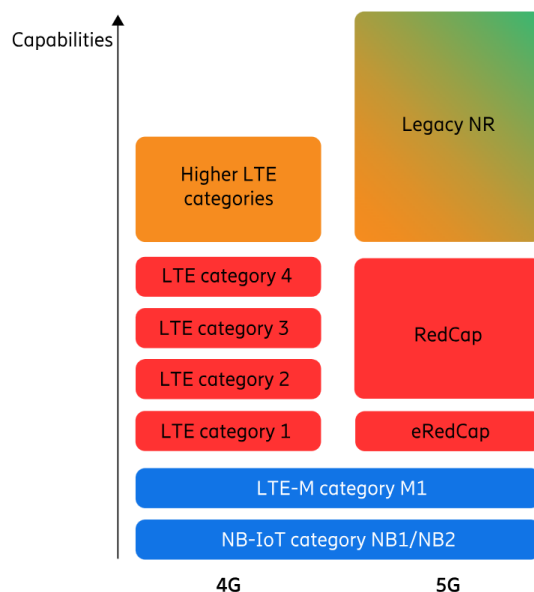 Capabilities
Legacy NR
Higher LTE
categories
LTE category 4
LTE category 3
RedCap
LTE category 2
LTE category 1
eRedCap
LTE-M category M1
NB-IoT category NB1/NB2
4G
5G